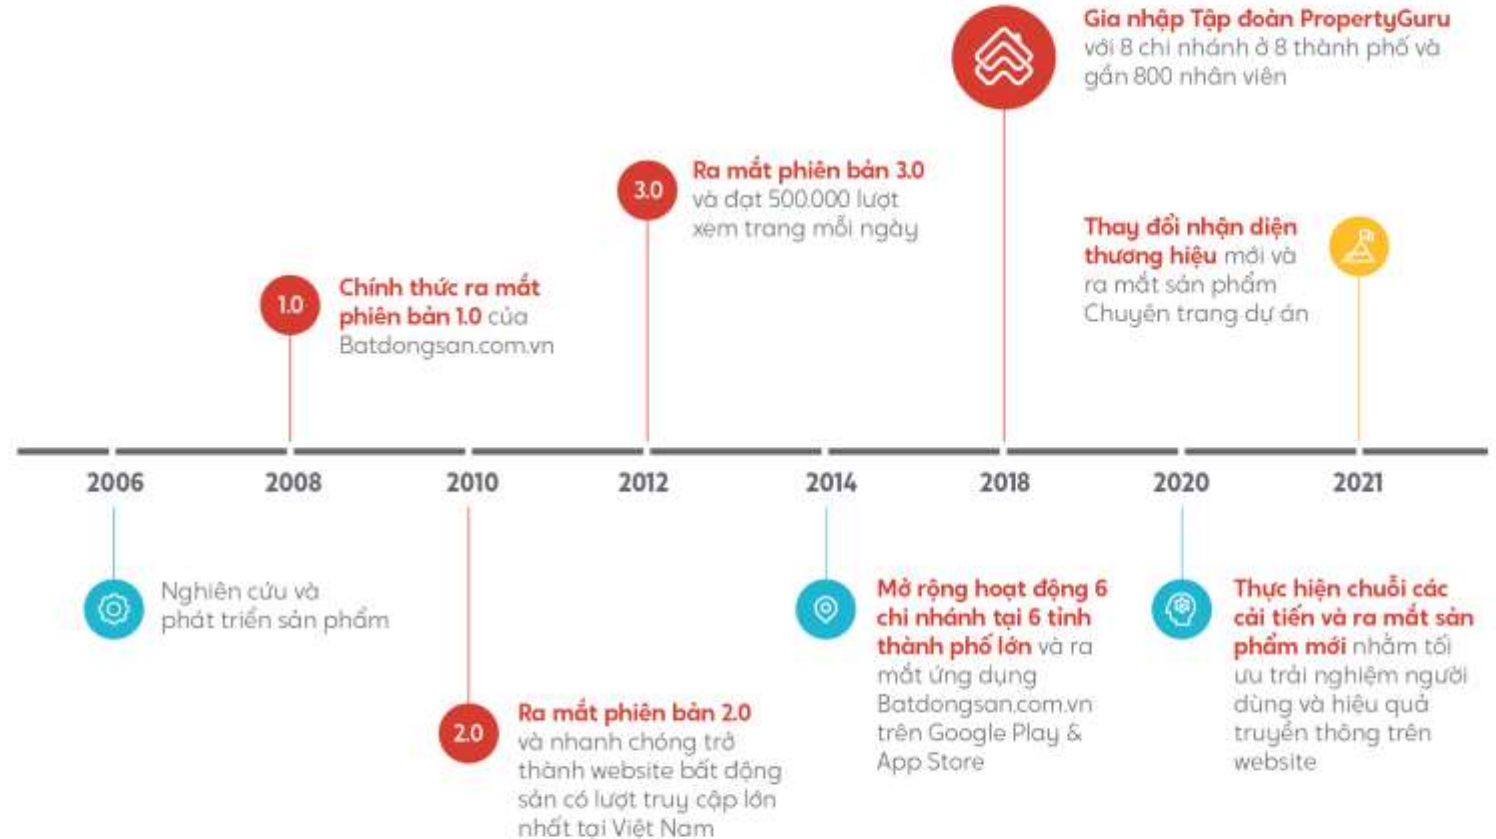 Gia nhập Tập đoàn PropertyGuru
với 8 chi nhánh ở 8 thành phố và
gần 800 nhân viên
3.0
Ra mắt phiên bản 3.0
và đạt 500.000 lượt
xem trang mỗi ngày
Thay đổi nhận diện
thương hiệu mới và
ra mắt sản phẩm
Chuyên trang dự án
1.0
Chính thức ra mắt
phiên bản 1.0 của
Batdongsan.com.vn
2006
2008
2010
2012
2014
2018
2020
2021
Nghiên cứu và
phát triển sản phẩm
2.0
Ra mắt phiên bản 2.0
và nhanh chóng trở
thành website bất động
sản có lượt truy cập lớn
nhất tại Việt Nam
Mở rộng hoạt động 6
chi nhánh tại 6 tỉnh
thành phố lớn và ra
mắt ứng dụng
Batdongsan.com.vn
trên Google Play &
App Store
Thực hiện chuỗi các
cải tiến và ra mắt sản
phẩm mới nhằm tối
ưu trải nghiệm người
dùng và hiệu quả
truyền thông trên
website